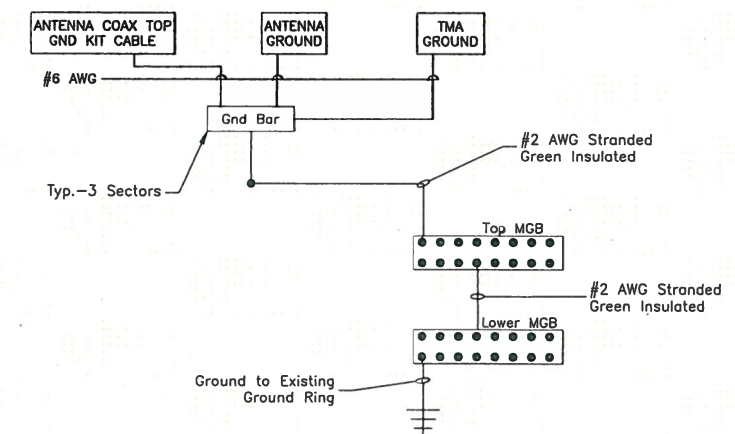 ANTENNA COAX TOP
GND KIT CABLE
ANTENNA
GROUND
TMA
GROUND
#6 AWG
Gnd Bar
#2 AWG Stranded
Green Insulated
Typ.-3 Sectors
Top MGB
#2 AWG Stranded
Green Insulated
Lower MGB
Ground to Existing
Ground Ring